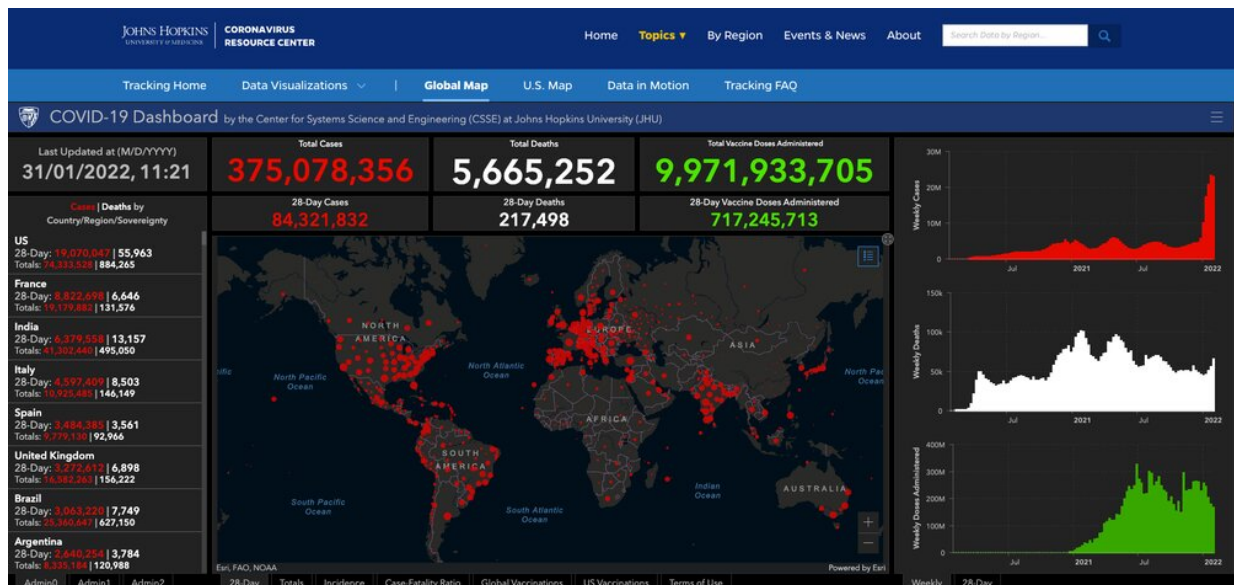 JOHNS HOPKINS
UNIVERSITY & MEDICINE
CORONAVIRUS
RESOURCE CENTER
Home
Topics ▾
By Region
Events & News
About
Search Data by Region...
Tracking Home
Data Visualizations
Global Map
U.S. Map
Data in Motion
Tracking FAQ
COVID-19 Dashboard by the Center for Systems Science and Engineering (CSSE) at Johns Hopkins University (JHU)
Last Updated at (M/D/YYYY)
31/01/2022, 11:21
Total Cases
375,078,356
Total Deaths
5,665,252
Total Vaccine Doses Administered
9,971,933,705
28-Day Cases
84,321,832
28-Day Deaths
217,498
28-Day Vaccine Doses Administered
717,245,713
Cases | Deaths by
Country/Region/Sovereignty
US
28-Day: 19,070,047 | 55,963
Totals: 74,333,528 | 884,265
France
28-Day: 8,822,698 | 6,646
Totals: 19,179,882 | 131,576
India
28-Day: 6,379,558 | 13,157
Totals: 41,302,440 | 495,050
Italy
28-Day: 4,597,409 | 8,503
Totals: 10,925,485 | 146,149
Spain
28-Day: 3,484,385 | 3,561
Totals: 9,779,130 | 92,966
United Kingdom
28-Day: 3,272,612 | 6,898
Totals: 16,582,263 | 156,222
Brazil
28-Day: 3,063,220 | 7,749
Totals: 25,360,647 | 627,150
Argentina
28-Day: 2,640,254 | 3,784
Totals: 8,335,184 | 120,988
Admin0
Admin1
Admin2
NORTH
AMERICA
EUROPE
ASIA
North Pacific
Ocean
North Atlantic
Ocean
AFRICA
SOUTH
AMERICA
Indian
Ocean
AUSTRALIA
South Pacific
Ocean
South Atlantic
Ocean
Esri, FAO, NOAA
Powered by Esri
28-Day
Totals
Incidence
Case-Fatality Ratio
Global Vaccinations
US Vaccinations
Terms of Use
Weekly Cases
30M
20M
10M
0
Jul
2021
Jul
2022
Weekly Deaths
150k
100k
50k
0
Jul
2021
Jul
2022
Weekly Doses Administered
400M
300M
200M
100M
0
Jul
2021
Jul
2022
Weekly
28-Day